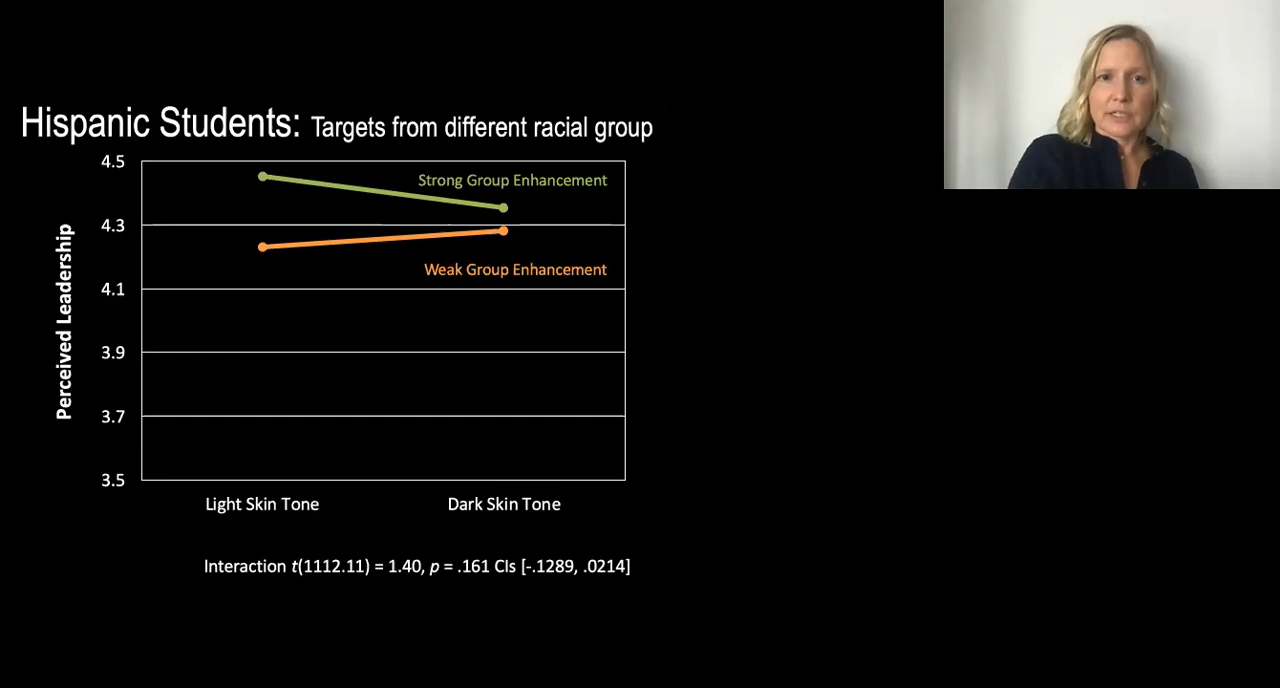 Hispanic Students: Targets from different racial group
4.5
Strong Group Enhancement
4.3
Weak Group Enhancement
4.1
3.9
3.7
3.5
Perceived Leadership
Light Skin Tone
Dark Skin Tone
Interaction t(1112.11) = 1.40, p = .161 CIs [-.1289, .0214]